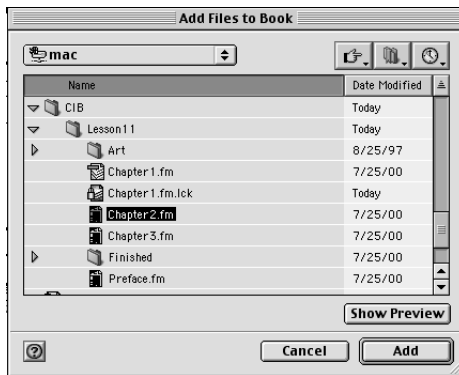 Add Files to Book
mac
Name Date Modified
CIB Today
Lesson11 Today
Art 8/25/97
Chapter1.fm 7/25/00
Chapter1.fm.lck Today
Chapter2.fm 7/25/00
Chapter3.fm 7/25/00
Finished 7/25/00
Preface.fm 7/25/00
Show Preview
? Cancel Add